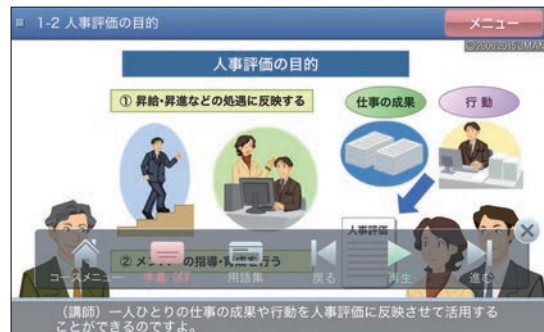 1-2 人事評価の目的
メニュー
人事評価の目的
① 昇給・昇進などの処遇に反映する
仕事の成果
行 動
人事評価
② メン の指導・育成を行う
コースメニュー
字幕 OFF
用語集
戻る
再生
進む
（講師）一人ひとりの仕事の成果や行動を人事評価に反映させて活用する
ことができるのですよ。